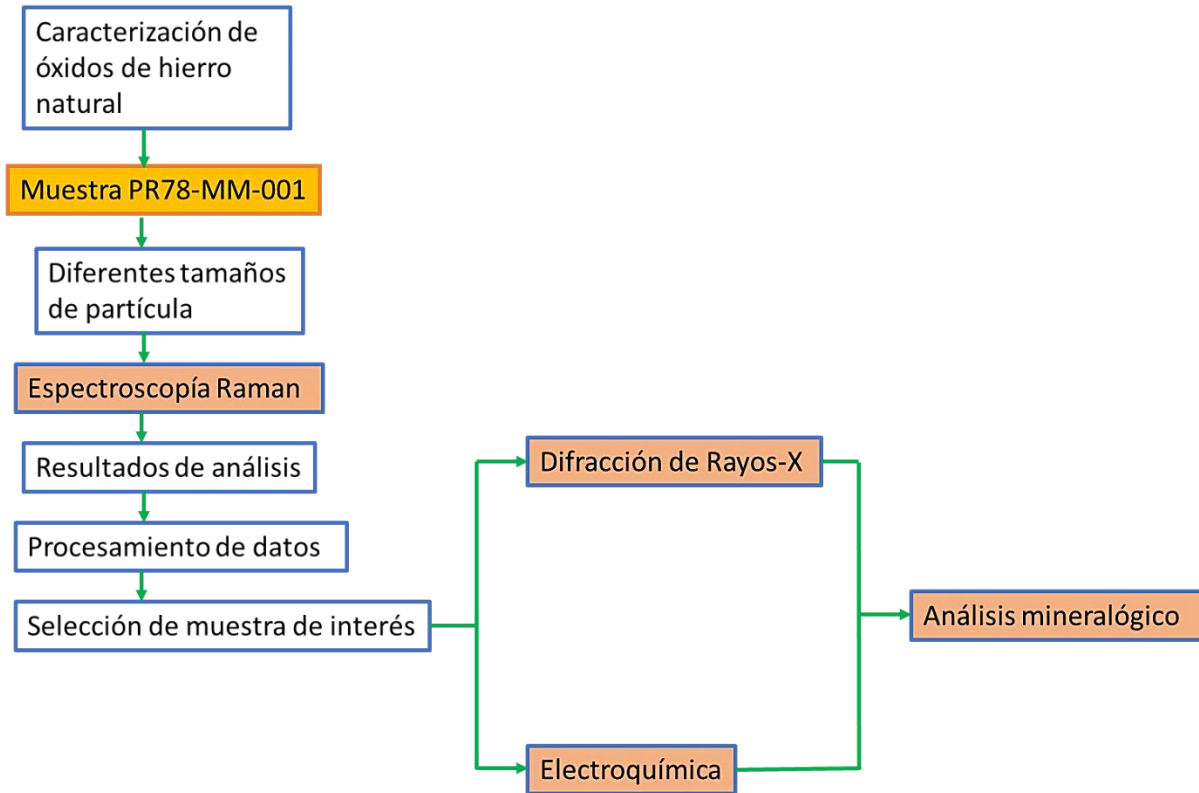 Caracterización de
óxidos de hierro
natural
Muestra PR78-MM-001
Diferentes tamaños
de partícula
Espectroscopía Raman
Resultados de análisis
Procesamiento de datos
Selección de muestra de interés
Difracción de Rayos-X
Electroquímica
Análisis mineralógico